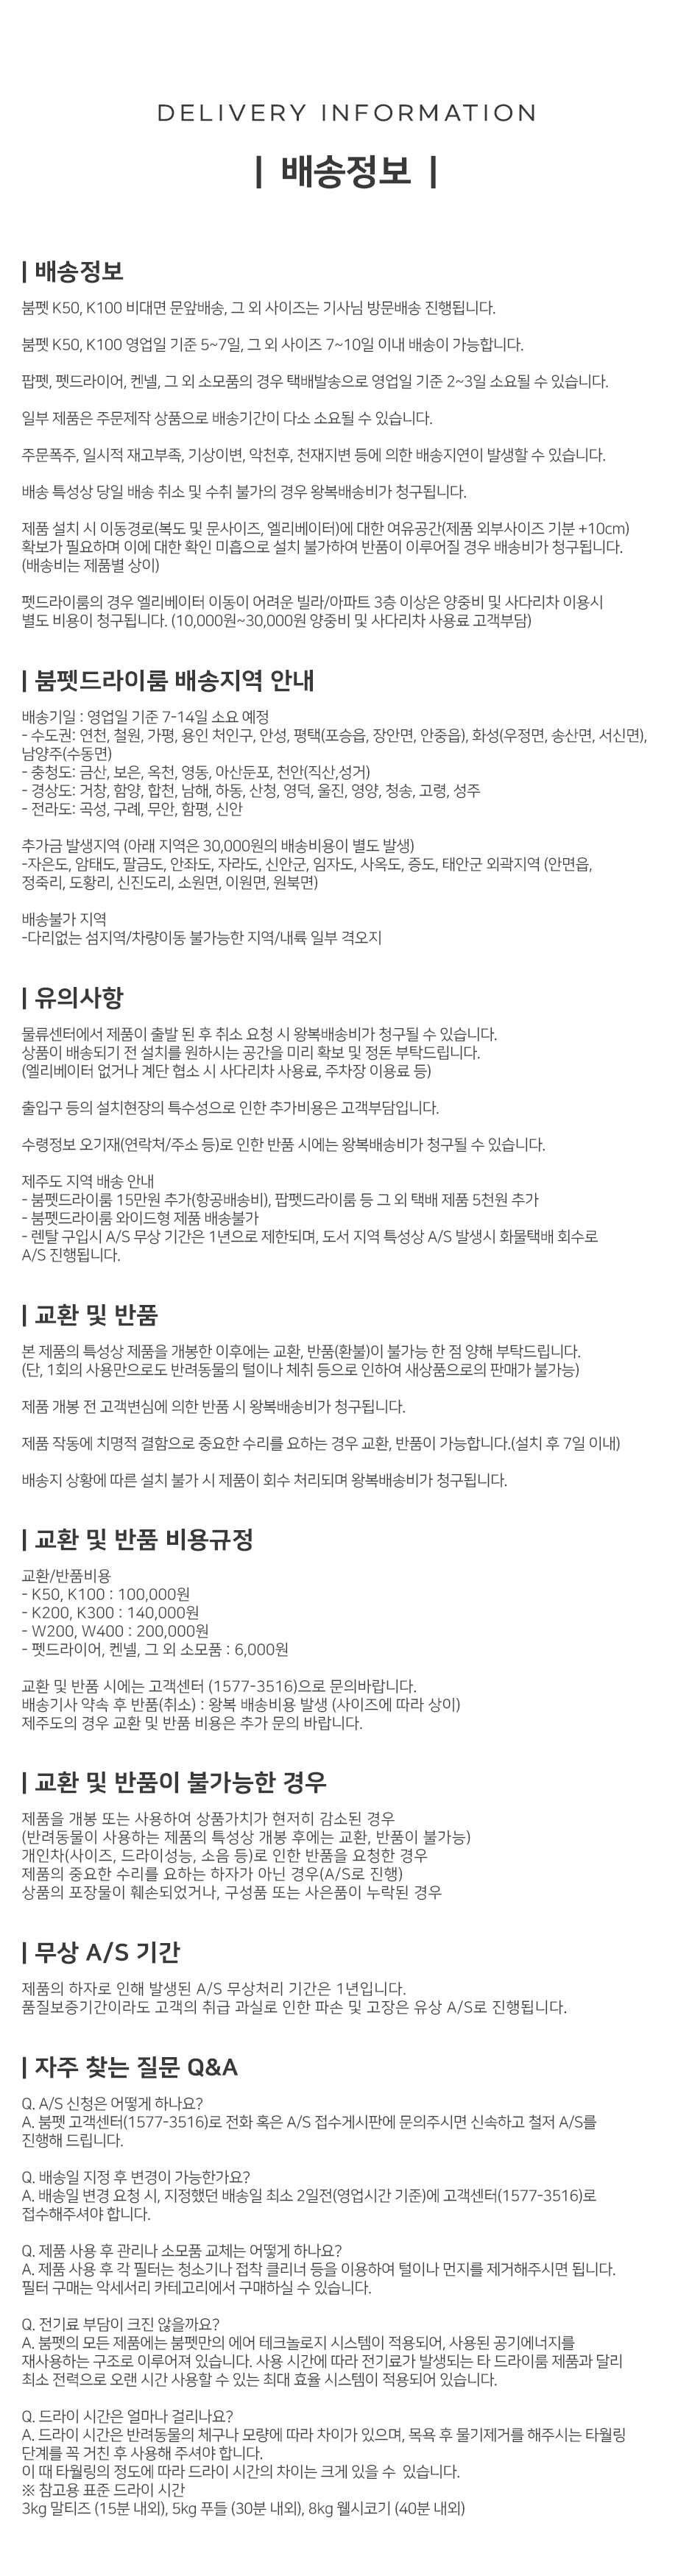 DELIVERY INFORMATION
| 배송정보 |
| 배송정보
붐펫 K50, K100 비대면 문앞배송, 그 외 사이즈는 기사님 방문배송 진행됩니다.
붐펫 K50, K100 영업일 기준 5~7일, 그 외 사이즈 7~10일 이내 배송이 가능합니다.
팝펫, 펫드라이어, 켄넬, 그 외 소모품의 경우 택배발송으로 영업일 기준 2~3일 소요될 수 있습니다.
일부 제품은 주문제작 상품으로 배송기간이 다소 소요될 수 있습니다.
주문폭주, 일시적 재고부족, 기상이변, 악천후, 천재지변 등에 의한 배송지연이 발생할 수 있습니다.
배송 특성상 당일 배송 취소 및 수취 불가의 경우 왕복배송비가 청구됩니다.
제품 설치 시 이동경로(복도 및 문사이즈, 엘리베이터)에 대한 여유공간(제품 외부사이즈 기분 +10cm)
확보가 필요하며 이에 대한 확인 미흡으로 설치 불가하여 반품이 이루어질 경우 배송비가 청구됩니다.
(배송비는 제품별 상이)
펫드라이룸의 경우 엘리베이터 이동이 어려운 빌라/아파트 3층 이상은 양중비 및 사다리차 이용시
별도 비용이 청구됩니다. (10,000원~30,000원 양중비 및 사다리차 사용료 고객부담)
| 붐펫드라이룸 배송지역 안내
배송기일 : 영업일 기준 7-14일 소요 예정
- 수도권: 연천, 철원, 가평, 용인 처인구, 안성, 평택(포승읍, 장안면, 안중읍), 화성(우정면, 송산면, 서신면),
남양주(수동면)
- 충청도: 금산, 보은, 옥천, 영동, 아산둔포, 천안(직산,성거)
- 경상도: 거창, 함양, 합천, 남해, 하동, 산청, 영덕, 울진, 영양, 청송, 고령, 성주
- 전라도: 곡성, 구례, 무안, 함평, 신안
추가금 발생지역 (아래 지역은 30,000원의 배송비용이 별도 발생)
-자은도, 암태도, 팔금도, 안좌도, 자라도, 신안군, 임자도, 사옥도, 증도, 태안군 외곽지역 (안면읍,
정죽리, 도황리, 신진도리, 소원면, 이원면, 원북면)
배송불가 지역
-다리없는 섬지역/차량이동 불가능한 지역/내륙 일부 격오지
| 유의사항
물류센터에서 제품이 출발 된 후 취소 요청 시 왕복배송비가 청구될 수 있습니다.
상품이 배송되기 전 설치를 원하시는 공간을 미리 확보 및 정돈 부탁드립니다.
(엘리베이터 없거나 계단 협소 시 사다리차 사용료, 주차장 이용료 등)
출입구 등의 설치현장의 특수성으로 인한 추가비용은 고객부담입니다.
수령정보 오기재(연락처/주소 등)로 인한 반품 시에는 왕복배송비가 청구될 수 있습니다.
제주도 지역 배송 안내
- 붐펫드라이룸 15만원 추가(항공배송비), 팝펫드라이룸 등 그 외 택배 제품 5천원 추가
- 붐펫드라이룸 와이드형 제품 배송불가
- 렌탈 구입시 A/S 무상 기간은 1년으로 제한되며, 도서 지역 특성상 A/S 발생시 화물택배 회수로
A/S 진행됩니다.
| 교환 및 반품
본 제품의 특성상 제품을 개봉한 이후에는 교환, 반품(환불)이 불가능 한 점 양해 부탁드립니다.
(단, 1회의 사용만으로도 반려동물의 털이나 체취 등으로 인하여 새상품으로의 판매가 불가능)
제품 개봉 전 고객변심에 의한 반품 시 왕복배송비가 청구됩니다.
제품 작동에 치명적 결함으로 중요한 수리를 요하는 경우 교환, 반품이 가능합니다.(설치 후 7일 이내)
배송지 상황에 따른 설치 불가 시 제품이 회수 처리되며 왕복배송비가 청구됩니다.
| 교환 및 반품 비용규정
교환/반품비용
- K50, K100 : 100,000원
- K200, K300 : 140,000원
- W200, W400 : 200,000원
- 펫드라이어, 켄넬, 그 외 소모품 : 6,000원
교환 및 반품 시에는 고객센터 (1577-3516)으로 문의바랍니다.
배송기사 약속 후 반품(취소) : 왕복 배송비용 발생 (사이즈에 따라 상이)
제주도의 경우 교환 및 반품 비용은 추가 문의 바랍니다.
| 교환 및 반품이 불가능한 경우
제품을 개봉 또는 사용하여 상품가치가 현저히 감소된 경우
(반려동물이 사용하는 제품의 특성상 개봉 후에는 교환, 반품이 불가능)
개인차(사이즈, 드라이성능, 소음 등)로 인한 반품을 요청한 경우
제품의 중요한 수리를 요하는 하자가 아닌 경우(A/S로 진행)
상품의 포장물이 훼손되었거나, 구성품 또는 사은품이 누락된 경우
| 무상 A/S 기간
제품의 하자로 인해 발생된 A/S 무상처리 기간은 1년입니다.
품질보증기간이라도 고객의 취급 과실로 인한 파손 및 고장은 유상 A/S로 진행됩니다.
| 자주 찾는 질문 Q&A
Q. A/S 신청은 어떻게 하나요?
A. 붐펫 고객센터(1577-3516)로 전화 혹은 A/S 접수게시판에 문의주시면 신속하고 철저 A/S를
진행해 드립니다.
Q. 배송일 지정 후 변경이 가능한가요?
A. 배송일 변경 요청 시, 지정했던 배송일 최소 2일전(영업시간 기준)에 고객센터(1577-3516)로
접수해주셔야 합니다.
Q. 제품 사용 후 관리나 소모품 교체는 어떻게 하나요?
A. 제품 사용 후 각 필터는 청소기나 접착 클리너 등을 이용하여 털이나 먼지를 제거해주시면 됩니다.
필터 구매는 악세서리 카테고리에서 구매하실 수 있습니다.
Q. 전기료 부담이 크진 않을까요?
A. 붐펫의 모든 제품에는 붐펫만의 에어 테크놀로지 시스템이 적용되어, 사용된 공기에너지를
재사용하는 구조로 이루어져 있습니다. 사용 시간에 따라 전기료가 발생되는 타 드라이룸 제품과 달리
최소 전력으로 오랜 시간 사용할 수 있는 최대 효율 시스템이 적용되어 있습니다.
Q. 드라이 시간은 얼마나 걸리나요?
A. 드라이 시간은 반려동물의 체구나 모량에 따라 차이가 있으며, 목욕 후 물기제거를 해주시는 타월링
단계를 꼭 거친 후 사용해 주셔야 합니다.
이 때 타월링의 정도에 따라 드라이 시간의 차이는 크게 있을 수 있습니다.
※ 참고용 표준 드라이 시간
3kg 말티즈 (15분 내외), 5kg 푸들 (30분 내외), 8kg 웰시코기 (40분 내외)